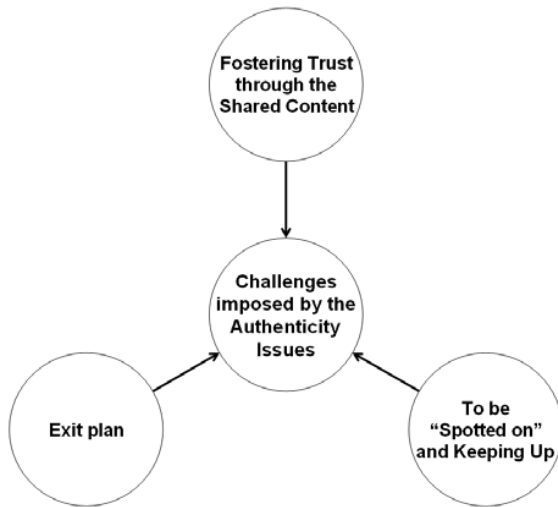 Fostering Trust
through the
Shared Content
Challenges
imposed by the
Authenticity
Issues
Exit plan
To be
“Spotted on”
and Keeping Up